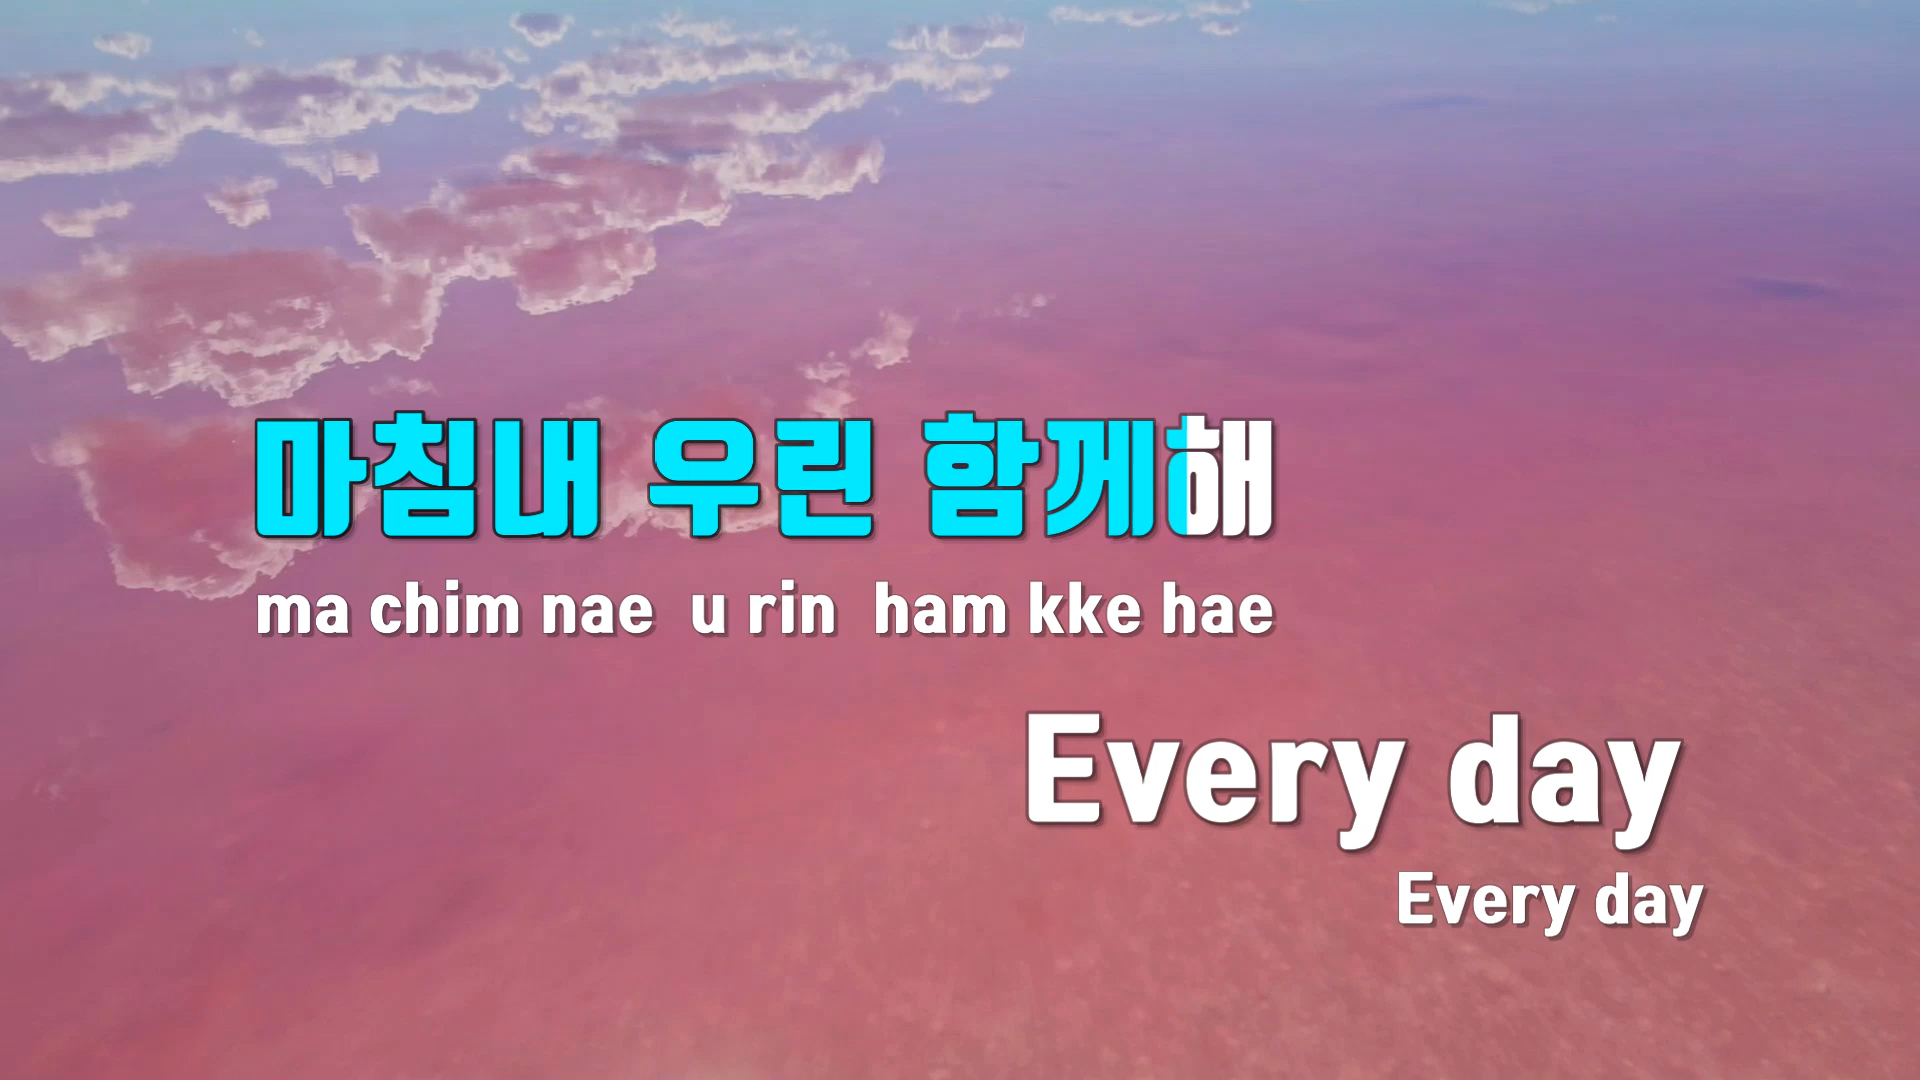 마침내 우린 함께해
ma chim nae u rin ham kke hae
Every day
Every day